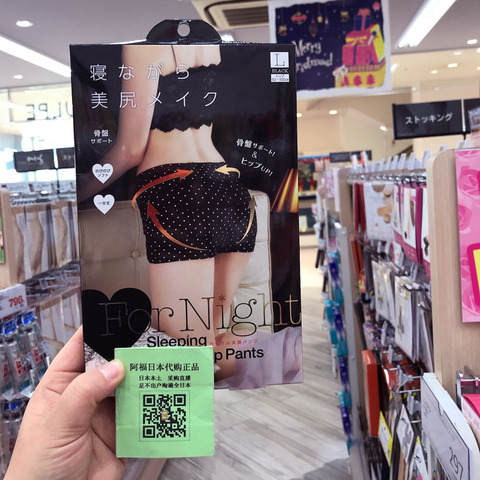 Merry
Christmas!
ストッキング
寝ながら
美尻メイク
L
BLACK
骨盤
サポート
骨盤サポート!
&
ヒップUP!
For Night
Sleeping
p Pants
阿福日本代购正品
日本本土 采购直播
足不出户淘遍全日本
798
297